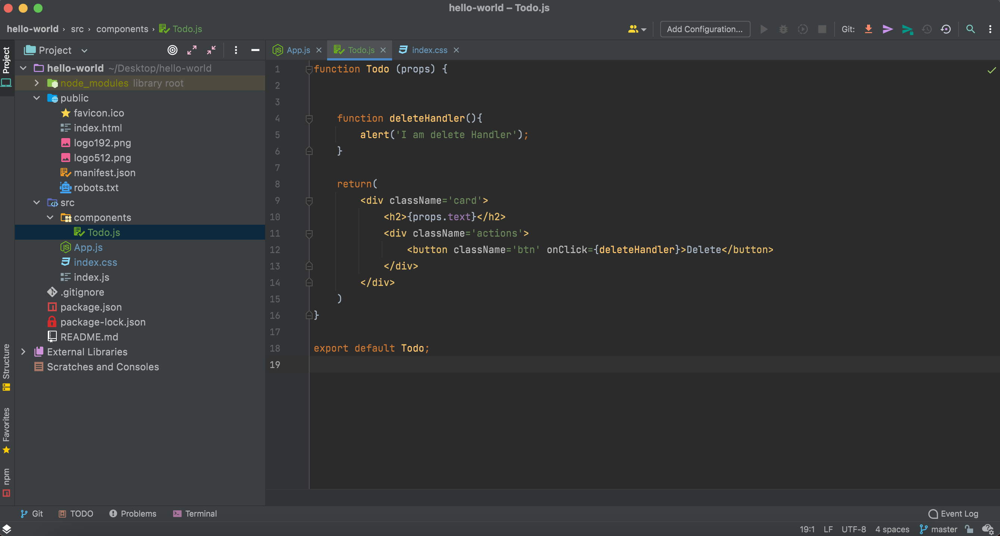 hello-world – Todo.js
hello-world › src › components › Todo.js
Add Configuration...
Git:
Project
Project
hello-world ~/Desktop/hello-world
node_modules library root
public
favicon.ico
index.html
logo192.png
logo512.png
manifest.json
robots.txt
src
components
Todo.js
App.js
index.css
index.js
.gitignore
package.json
package-lock.json
README.md
External Libraries
Scratches and Consoles
Structure
Favorites
npm
App.js
Todo.js
index.css
1 function Todo (props) {
2
3
4     function deleteHandler(){
5         alert('I am delete Handler');
6     }
7
8     return(
9         <div className='card'>
10             <h2>{props.text}</h2>
11             <div className='actions'>
12                 <button className='btn' onClick={deleteHandler}>Delete</button>
13             </div>
14         </div>
15     )
16 }
17
18 export default Todo;
19
Git TODO Problems Terminal
Event Log
19:1 LF UTF-8 4 spaces master